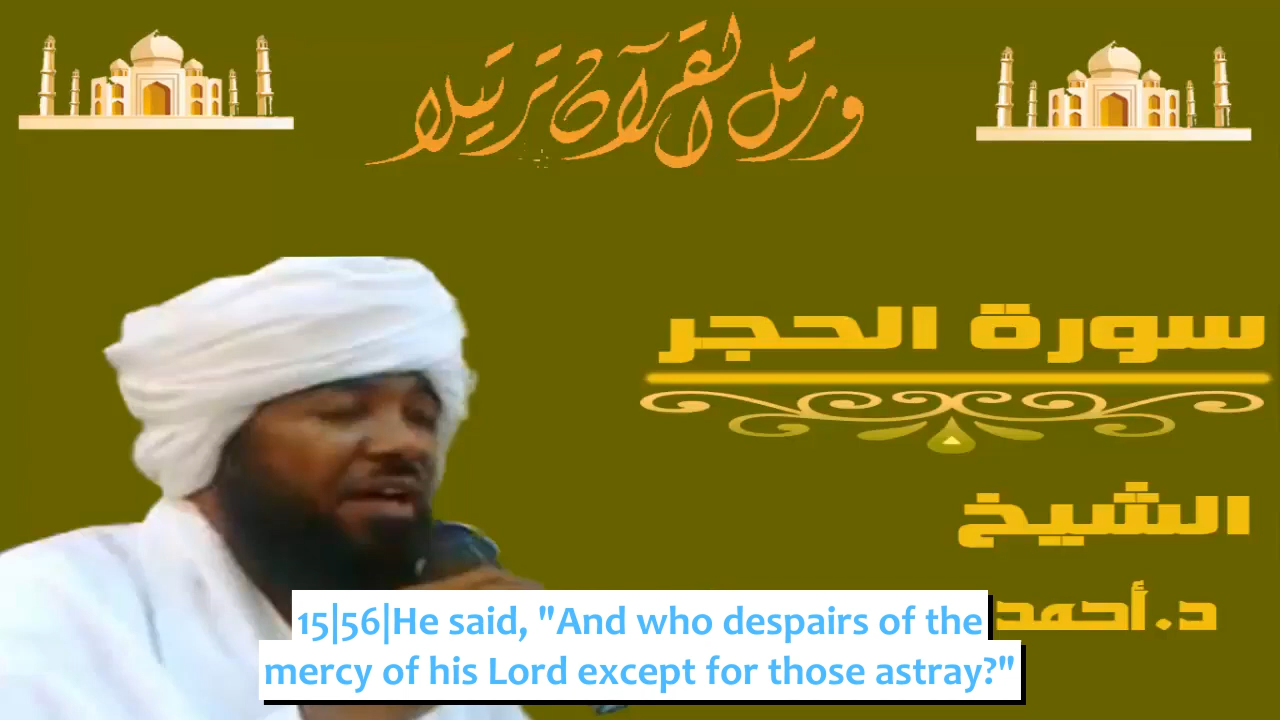 ورتل القرآن ترتيلا
سورة الحجر
الشيخ
د.أحمد
15|56|He said, "And who despairs of the
mercy of his Lord except for those astray?"